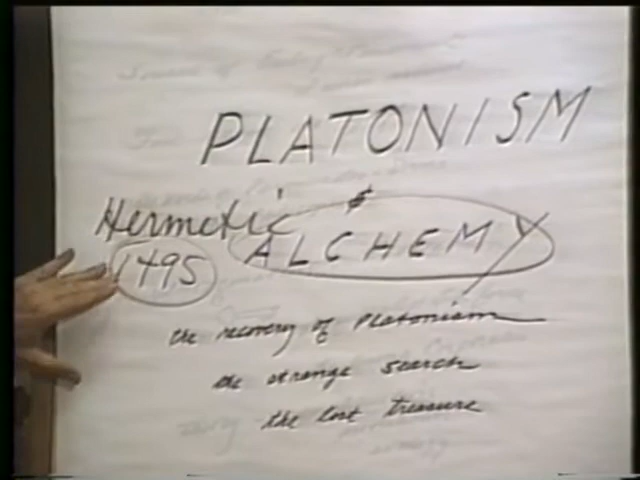 PLATONISM
&
Hermetic ALCHEMY
1495
the recovery of Platonism
the strange search
the lost treasure